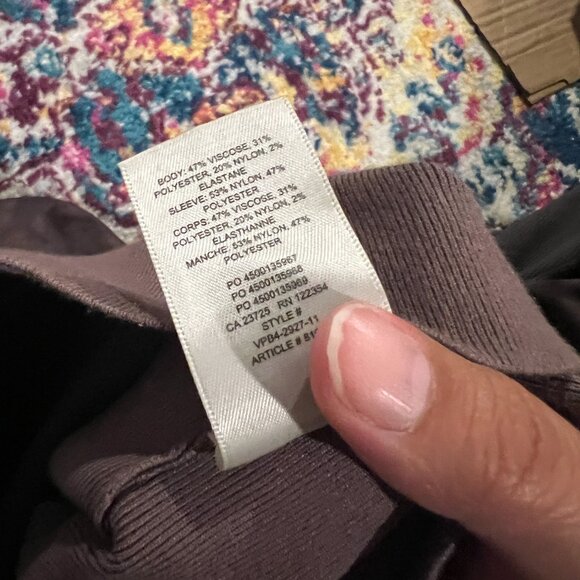 BODY: 47% VISCOSE, 31%
POLYESTER, 20% NYLON, 2%
ELASTANE
SLEEVE: 53% NYLON, 47%
POLYESTER
CORPS: 47% VISCOSE, 31%
POLYESTER, 20% NYLON, 2%
ÉLASTHANNE
MANCHE: 53% NYLON, 47%
POLYESTER
PO 4500135967
PO 4500135968
PO 4500135969
CA 23725 RN 122354
STYLE #
VPB4-2927-11
ARTICLE #